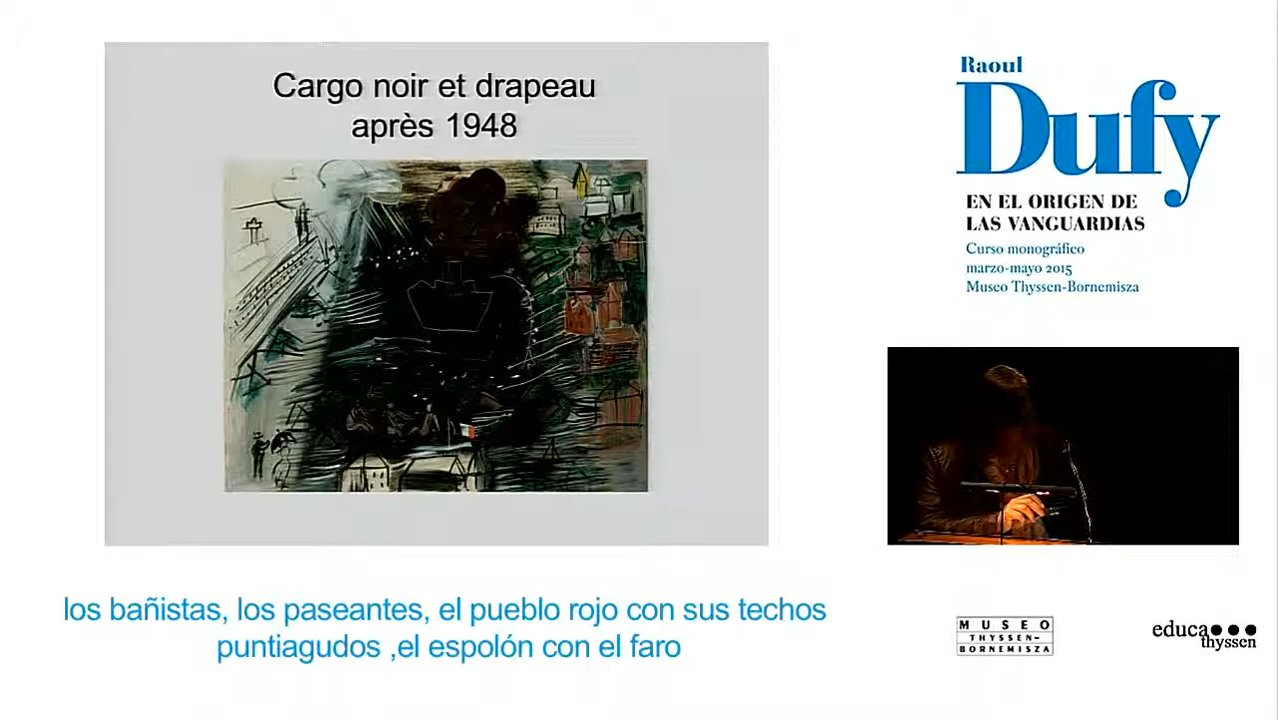 Cargo noir et drapeau
après 1948
Raoul
Dufy
EN EL ORIGEN DE
LAS VANGUARDIAS
Curso monográfico
marzo-mayo 2015
Museo Thyssen-Bornemisza
los bañistas, los paseantes, el pueblo rojo con sus techos
puntiagudos ,el espolón con el faro
MUSEO
THYSSEN-
BORNEMISZA
educa
thyssen